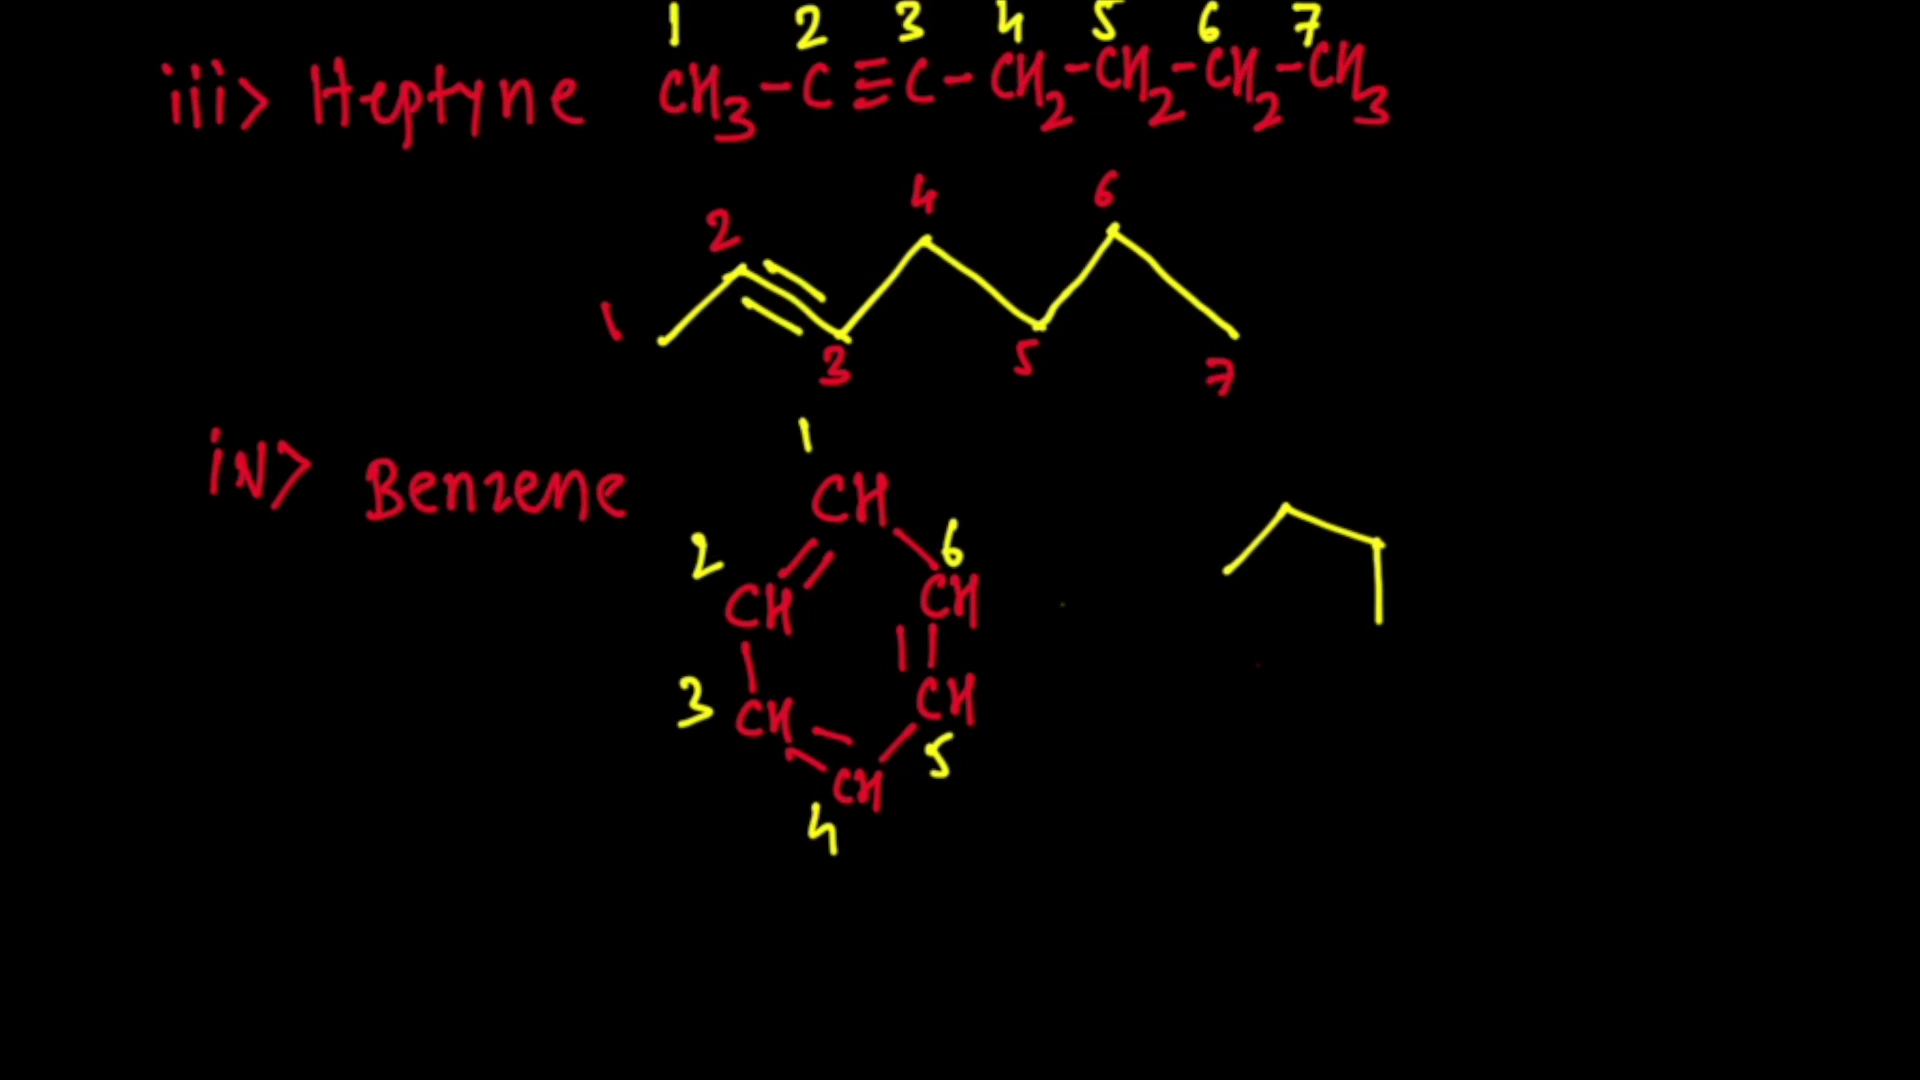 1 2 3 4 5 6 7
iii> Heptyne CH3-C≡C-CH2-CH2-CH2-CH3
1 2 3 4 5 6 7
iv> Benzene
1
CH
2
6
CH
CH
3
CH
CH
5
CH
4